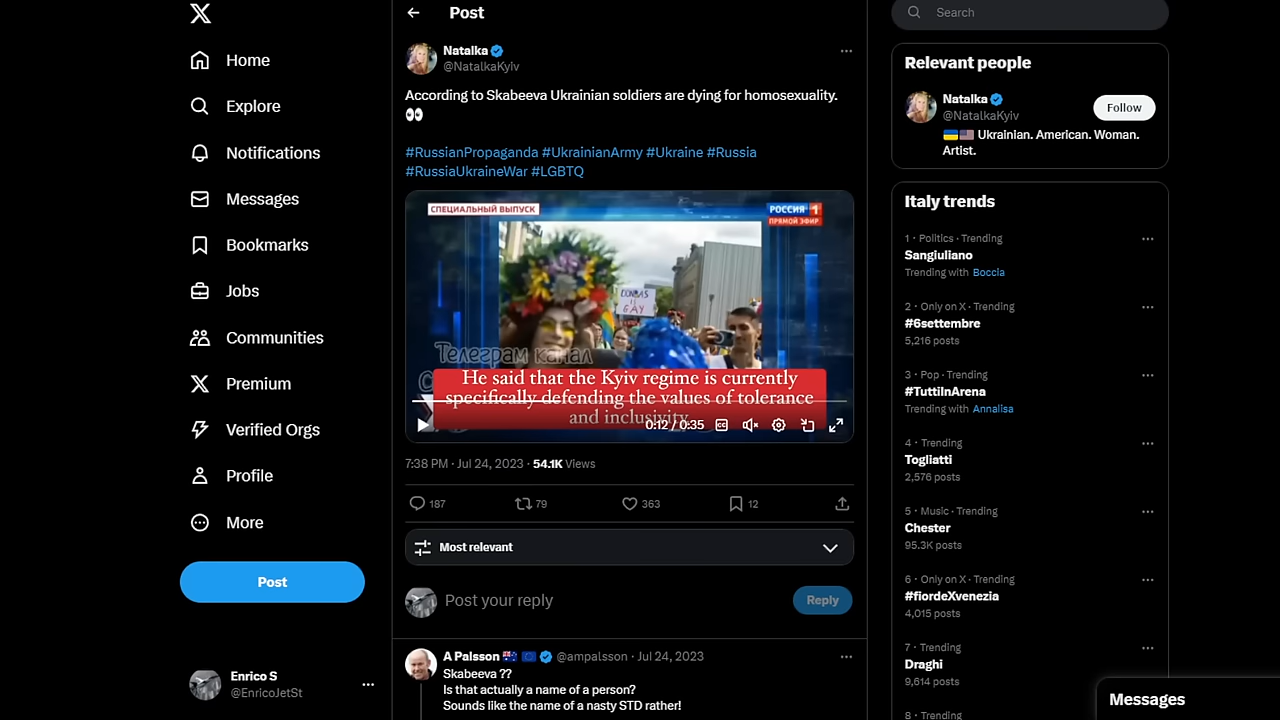 Home
Explore
Notifications
Messages
Bookmarks
Jobs
Communities
Premium
Verified Orgs
Profile
More
Post
Enrico S
@EnricoJetSt
Post
Natalka
@NatalkaKyiv
According to Skabeeva Ukrainian soldiers are dying for homosexuality.
#RussianPropaganda #UkrainianArmy #Ukraine #Russia
#RussiaUkraineWar #LGBTQ
СПЕЦИАЛЬНЫЙ ВЫПУСК
РОССИЯ 1
ПРЯМОЙ ЭФИР
DONBAS
IS
GAY
Телеграм канал
He said that the Kyiv regime is currently
specifically defending the values of tolerance
and inclusivity
0:12 / 0:35
7:38 PM · Jul 24, 2023 · 54.1K Views
187
79
363
12
Most relevant
Post your reply
Reply
A Palsson @ampalsson · Jul 24, 2023
Skabeeva ??
Is that actually a name of a person?
Sounds like the name of a nasty STD rather!
Search
Relevant people
Natalka
@NatalkaKyiv
Follow
Ukrainian. American. Woman.
Artist.
Italy trends
1 · Politics · Trending
Sangiuliano
Trending with Boccia
2 · Only on X · Trending
#6settembre
5,216 posts
3 · Pop · Trending
#TuttiInArena
Trending with Annalisa
4 · Trending
Togliatti
2,576 posts
5 · Music · Trending
Chester
95.3K posts
6 · Only on X · Trending
#fiordeXvenezia
4,015 posts
7 · Trending
Draghi
9,614 posts
8 · Trending
Messages